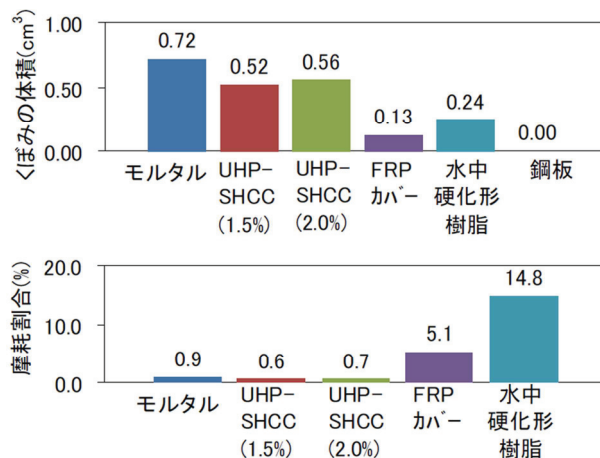 くぼみの体積(cm³)
1.00
0.50
0.00
0.72
0.52
0.56
0.13
0.24
0.00
モルタル
UHP-
SHCC
(1.5%)
UHP-
SHCC
(2.0%)
FRP
ｶﾊﾞｰ
水中
硬化形
樹脂
鋼板
摩耗割合(%)
20.0
10.0
0.0
0.9
0.6
0.7
5.1
14.8
モルタル
UHP-
SHCC
(1.5%)
UHP-
SHCC
(2.0%)
FRP
ｶﾊﾞｰ
水中
硬化形
樹脂